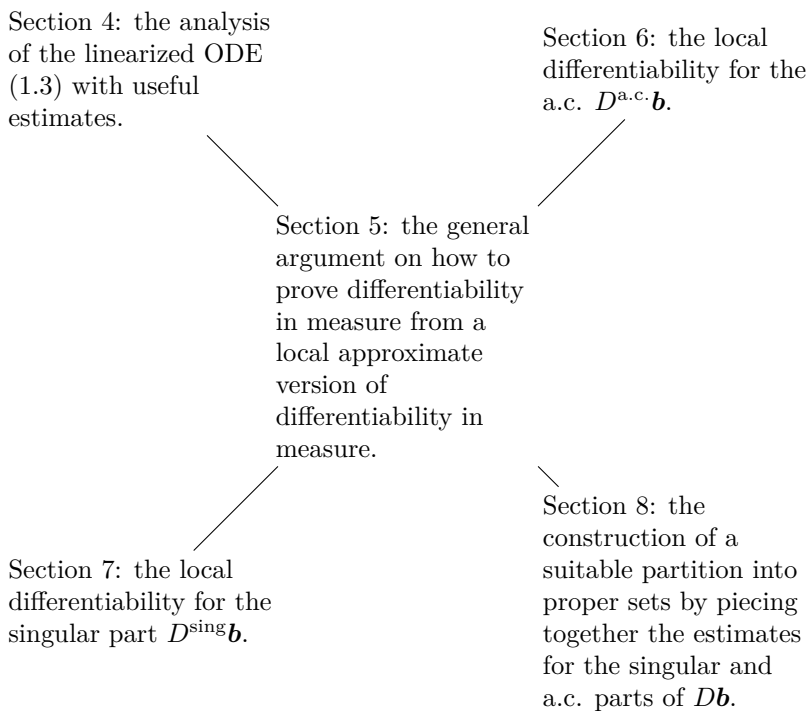 Section 4: the analysis
of the linearized ODE
(1.3) with useful
estimates.
Section 6: the local
differentiability for the
a.c. D^{a.c.}b.
Section 5: the general
argument on how to
prove differentiability
in measure from a
local approximate
version of
differentiability in
measure.
Section 7: the local
differentiability for the
singular part D^{sing}b.
Section 8: the
construction of a
suitable partition into
proper sets by piecing
together the estimates
for the singular and
a.c. parts of Db.